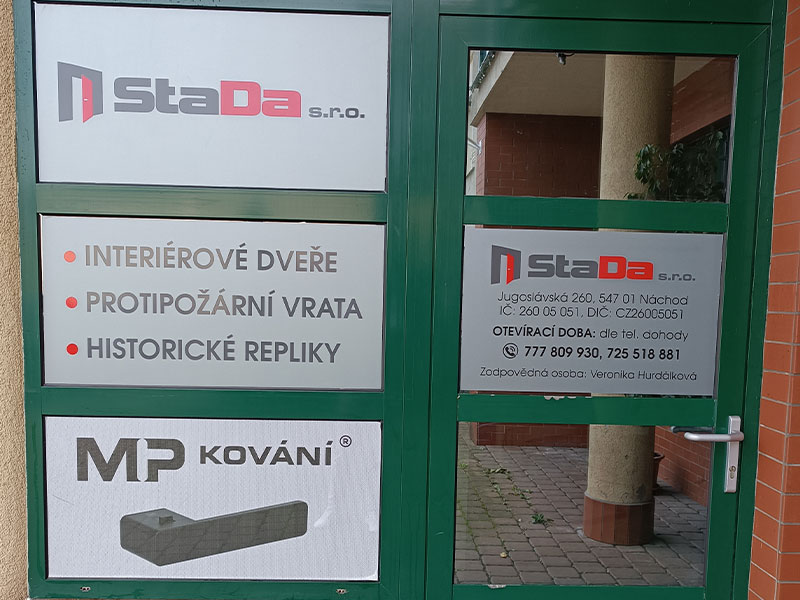 StaDa s.r.o.
• INTERIÉROVÉ DVEŘE
• PROTIPOŽÁRNÍ VRATA
• HISTORICKÉ REPLIKY
MP KOVÁNÍ ®
StaDa s.r.o.
Jugoslávská 260, 547 01 Náchod
IČ: 260 05 051, DIČ: CZ26005051
OTEVÍRACÍ DOBA: dle tel. dohody
777 809 930, 725 518 881
Zodpovědná osoba: Veronika Hurdálková